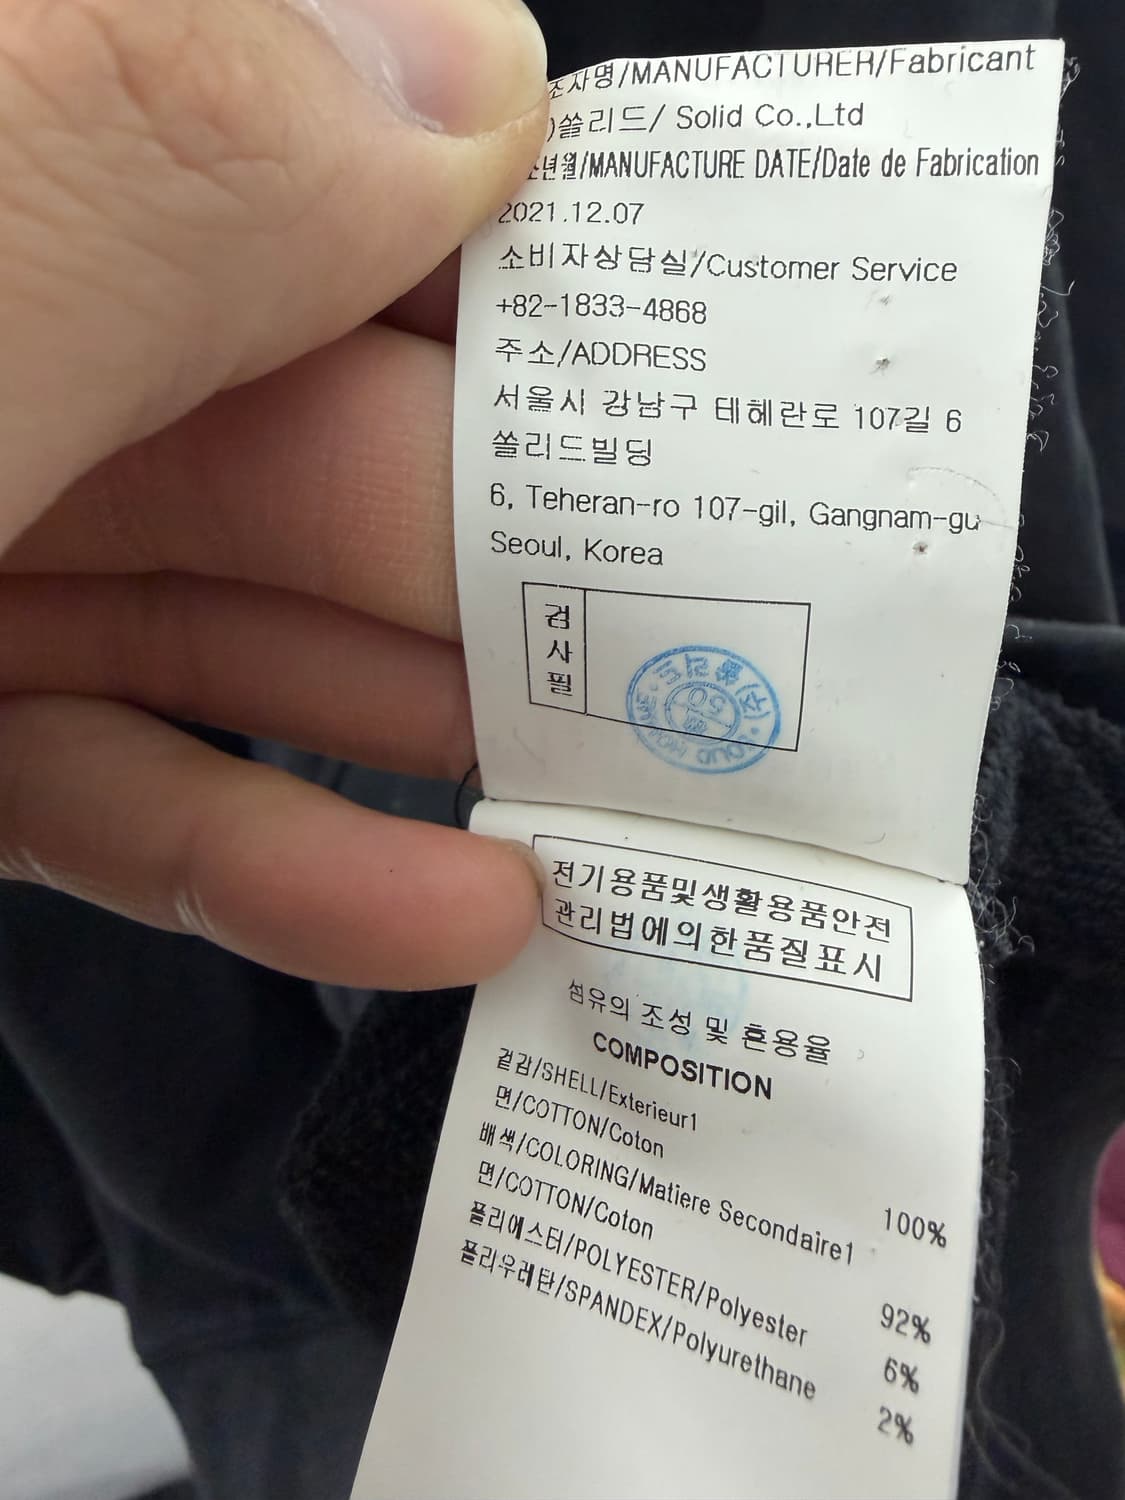 조자명/MANUFACTURER/Fabricant
)쏠리드/ Solid Co.,Ltd
조년월/MANUFACTURE DATE/Date de Fabrication
2021.12.07
소비자상담실/Customer Service
+82-1833-4868
주소/ADDRESS
서울시 강남구 테헤란로 107길 6
쏠리드빌딩
6, Teheran-ro 107-gil, Gangnam-gu
Seoul, Korea
검사필
전기용품및생활용품안전
관리법에의한품질표시
섬유의 조성 및 혼용율
COMPOSITION
겉감/SHELL/Exterieur1
면/COTTON/Coton 100%
배색/COLORING/Matiere Secondaire1
면/COTTON/Coton 92%
폴리에스터/POLYESTER/Polyester 6%
폴리우레탄/SPANDEX/Polyurethane 2%